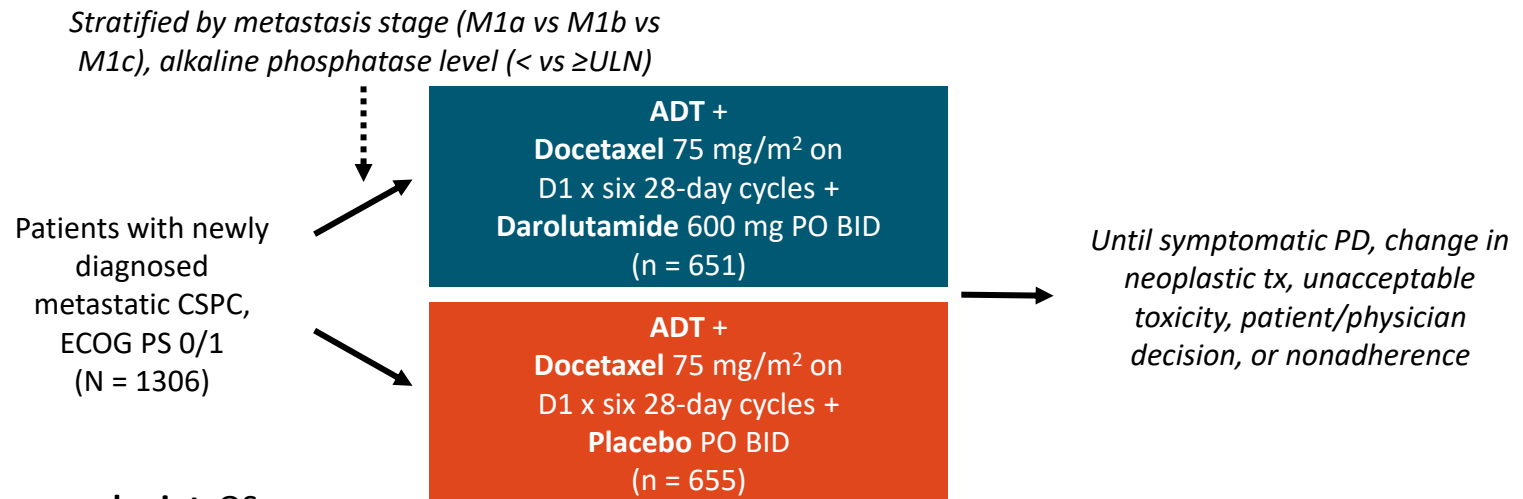 Stratified by metastasis stage (M1a vs M1b vs
M1c), alkaline phosphatase level (< vs ≥ULN)
ADT +
Docetaxel 75 mg/m² on
D1 x six 28-day cycles +
Darolutamide 600 mg PO BID
(n = 651)
Patients with newly
diagnosed
metastatic CSPC,
ECOG PS 0/1
(N = 1306)
ADT +
Docetaxel 75 mg/m² on
D1 x six 28-day cycles +
Placebo PO BID
(n = 655)
Until symptomatic PD, change in
neoplastic tx, unacceptable
toxicity, patient/physician
decision, or nonadherence